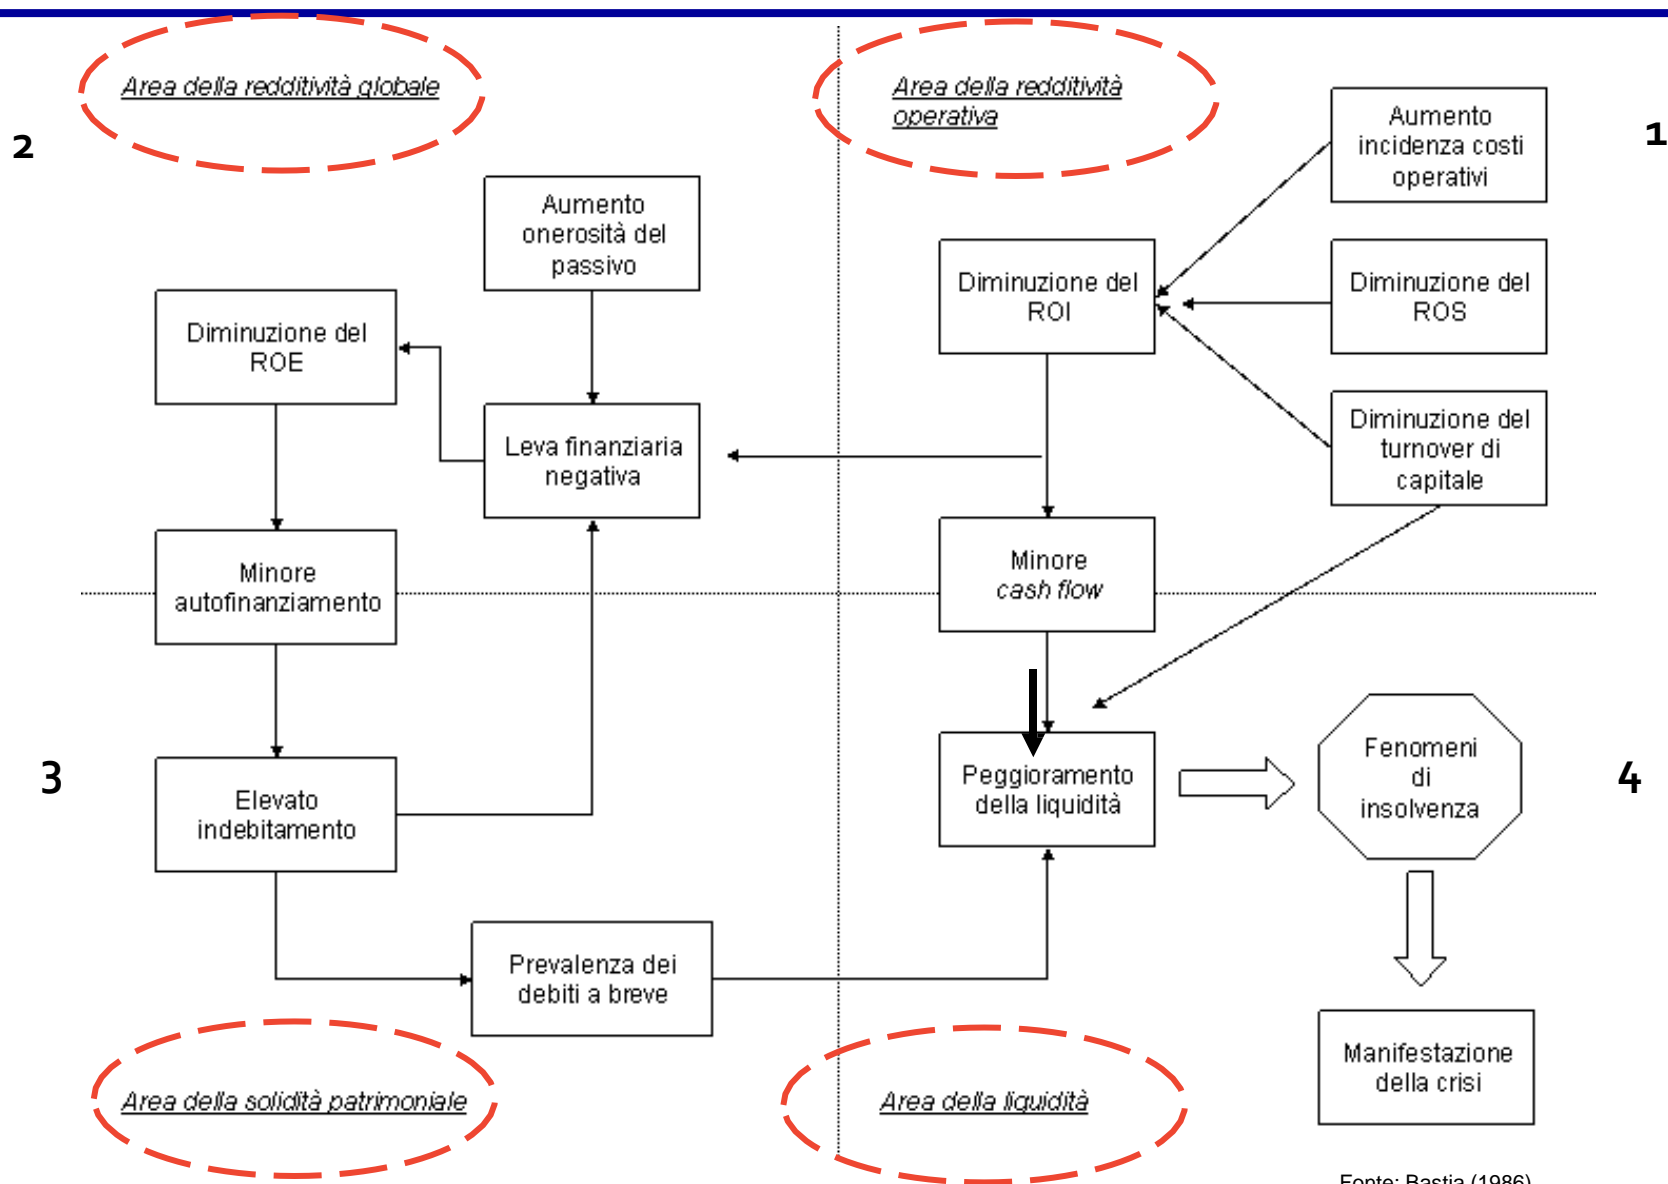 Area della redditività globale
Area della redditività
operativa
2
1
Aumento
incidenza costi
operativi
Aumento
onerosità del
passivo
Diminuzione del
ROI
Diminuzione del
ROS
Diminuzione del
ROE
Leva finanziaria
negativa
Diminuzione del
turnover di
capitale
Minore
autofinanziamento
Minore
cash flow
3
4
Elevato
indebitamento
Peggioramento
della liquidità
Fenomeni
di
insolvenza
Prevalenza dei
debiti a breve
Manifestazione
della crisi
Area della solidità patrimoniale
Area della liquidità
Fonte: Bastia (1986)